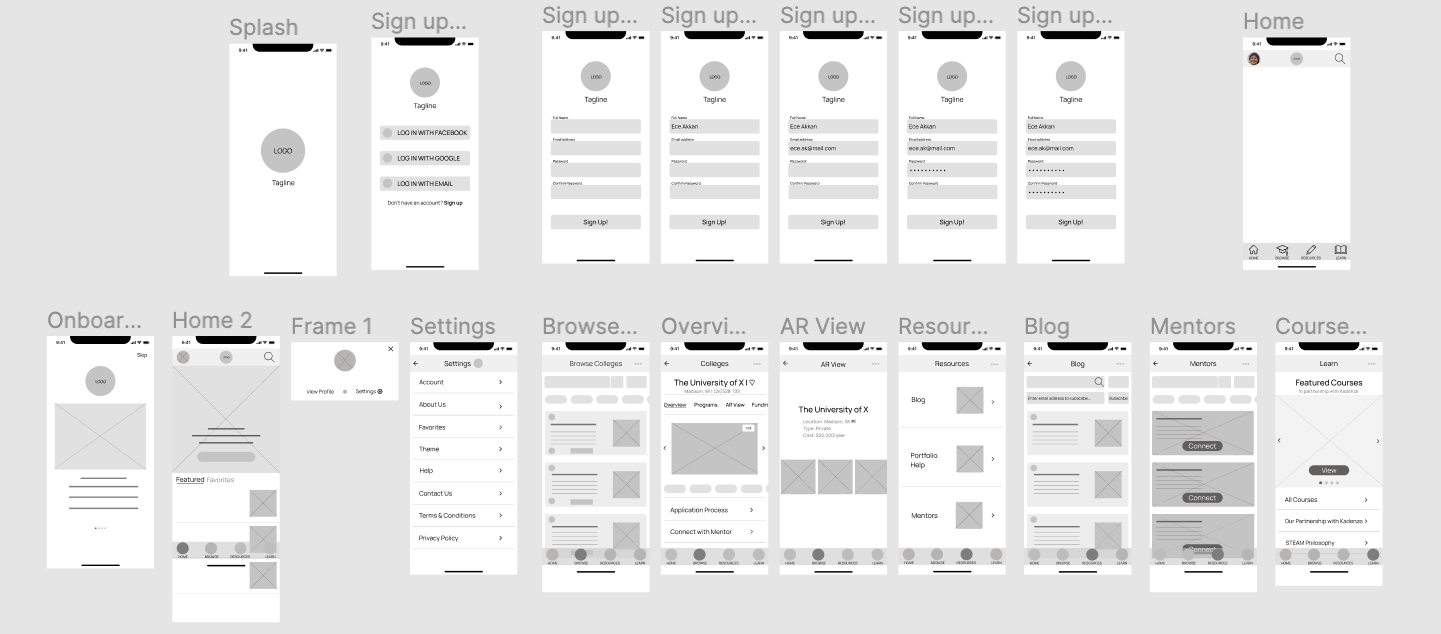 Splash
9:41
LOGO
Tagline
Sign up...
9:41
LOGO
Tagline
LOG IN WITH FACEBOOK
LOG IN WITH GOOGLE
LOG IN WITH EMAIL
Don't have an account? Sign up
Sign up...
9:41
LOGO
Tagline
Full Name
Email address
Password
Confirm Password
Sign Up!
Sign up...
9:41
LOGO
Tagline
Full Name
Ece Akkan
Email address
Password
Confirm Password
Sign Up!
Sign up...
9:41
LOGO
Tagline
Full Name
Ece Akkan
Email address
ece.ak@mail.com
Password
Confirm Password
Sign Up!
Sign up...
9:41
LOGO
Tagline
Full Name
Ece Akkan
Email address
ece.ak@mail.com
Password
••••••••••
Confirm Password
Sign Up!
Sign up...
9:41
LOGO
Tagline
Full Name
Ece Akkan
Email address
ece.ak@mail.com
Password
••••••••••
Confirm Password
••••••••••
Sign Up!
Home
9:41
LOGO
HOME BROWSE RESOURCES LEARN
Onboar...
9:41
Skip
LOGO
Home 2
9:41
LOGO
Featured Favorites
HOME BROWSE RESOURCES LEARN
Frame 1
View Profile Settings
Settings
9:41
Settings
Account
About Us
Favorites
Theme
Help
Contact Us
Terms & Conditions
Privacy Policy
Browse...
9:41
Browse Colleges
HOME BROWSE RESOURCES LEARN
Overvi...
9:41
Colleges
The University of X |
Madison, WI |
Overview Programs AR View Fundin
1/8
Application Process
Connect with Mentor
HOME BROWSE RESOURCES LEARN
AR View
9:41
AR View
The University of X
Location: Madison, WI
Type: Private
Cost: $20,000/year
HOME BROWSE RESOURCES LEARN
Resour...
9:41
Resources
Blog
Portfolio
Help
Mentors
HOME BROWSE RESOURCES LEARN
Blog
9:41
Blog
Enter email address to subscribe...
Subscribe
HOME BROWSE RESOURCES LEARN
Mentors
9:41
Mentors
Connect
Connect
Connect
HOME BROWSE RESOURCES LEARN
Course...
9:41
Learn
Featured Courses
In partnership with Kadenze
View
All Courses
Our Partnership with Kadenze
STEAM Philosophy
HOME BROWSE RESOURCES LEARN